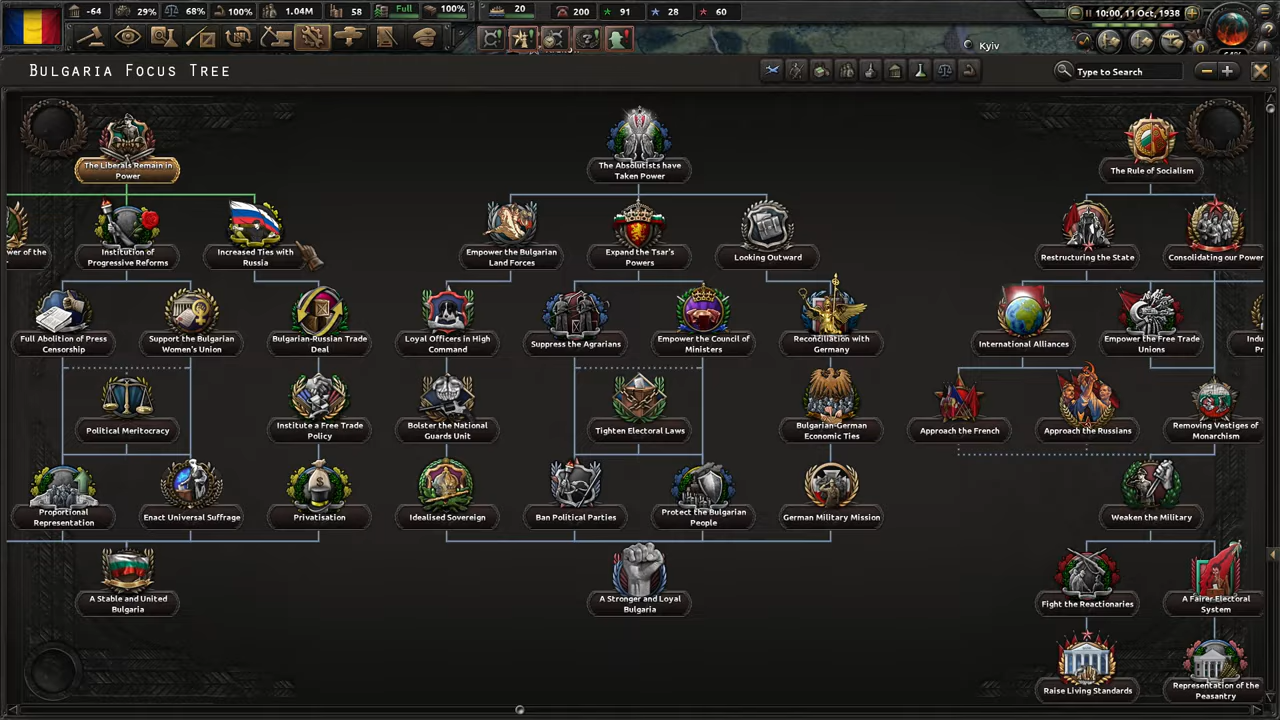 -64 29% 68% 100% 1.04M 58 Full 100% 20 200 91 28 60 10:00, 11 Oct, 1938
Kyiv
Bulgaria Focus Tree
Type to Search
The Liberals Remain in
Power
The Absolutists have
Taken Power
The Rule of Socialism
wer of the
Institution of
Progressive Reforms
Increased Ties with
Russia
Empower the Bulgarian
Land Forces
Expand the Tsar's
Powers
Looking Outward
Restructuring the State
Consolidating our Power
Full Abolition of Press
Censorship
Support the Bulgarian
Women's Union
Bulgarian-Russian Trade
Deal
Loyal Officers in High
Command
Suppress the Agrarians
Empower the Council of
Ministers
Reconciliation with
Germany
International Alliances
Empower the Free Trade
Unions
Indu
Pr
Political Meritocracy
Institute a Free Trade
Policy
Bolster the National
Guards Unit
Tighten Electoral Laws
Bulgarian-German
Economic Ties
Approach the French
Approach the Russians
Removing Vestiges of
Monarchism
Proportional
Representation
Enact Universal Suffrage
Privatisation
Idealised Sovereign
Ban Political Parties
Protect the Bulgarian
People
German Military Mission
Weaken the Military
A Stable and United
Bulgaria
A Stronger and Loyal
Bulgaria
Fight the Reactionaries
A Fairer Electoral
System
Raise Living Standards
Representation of the
Peasantry